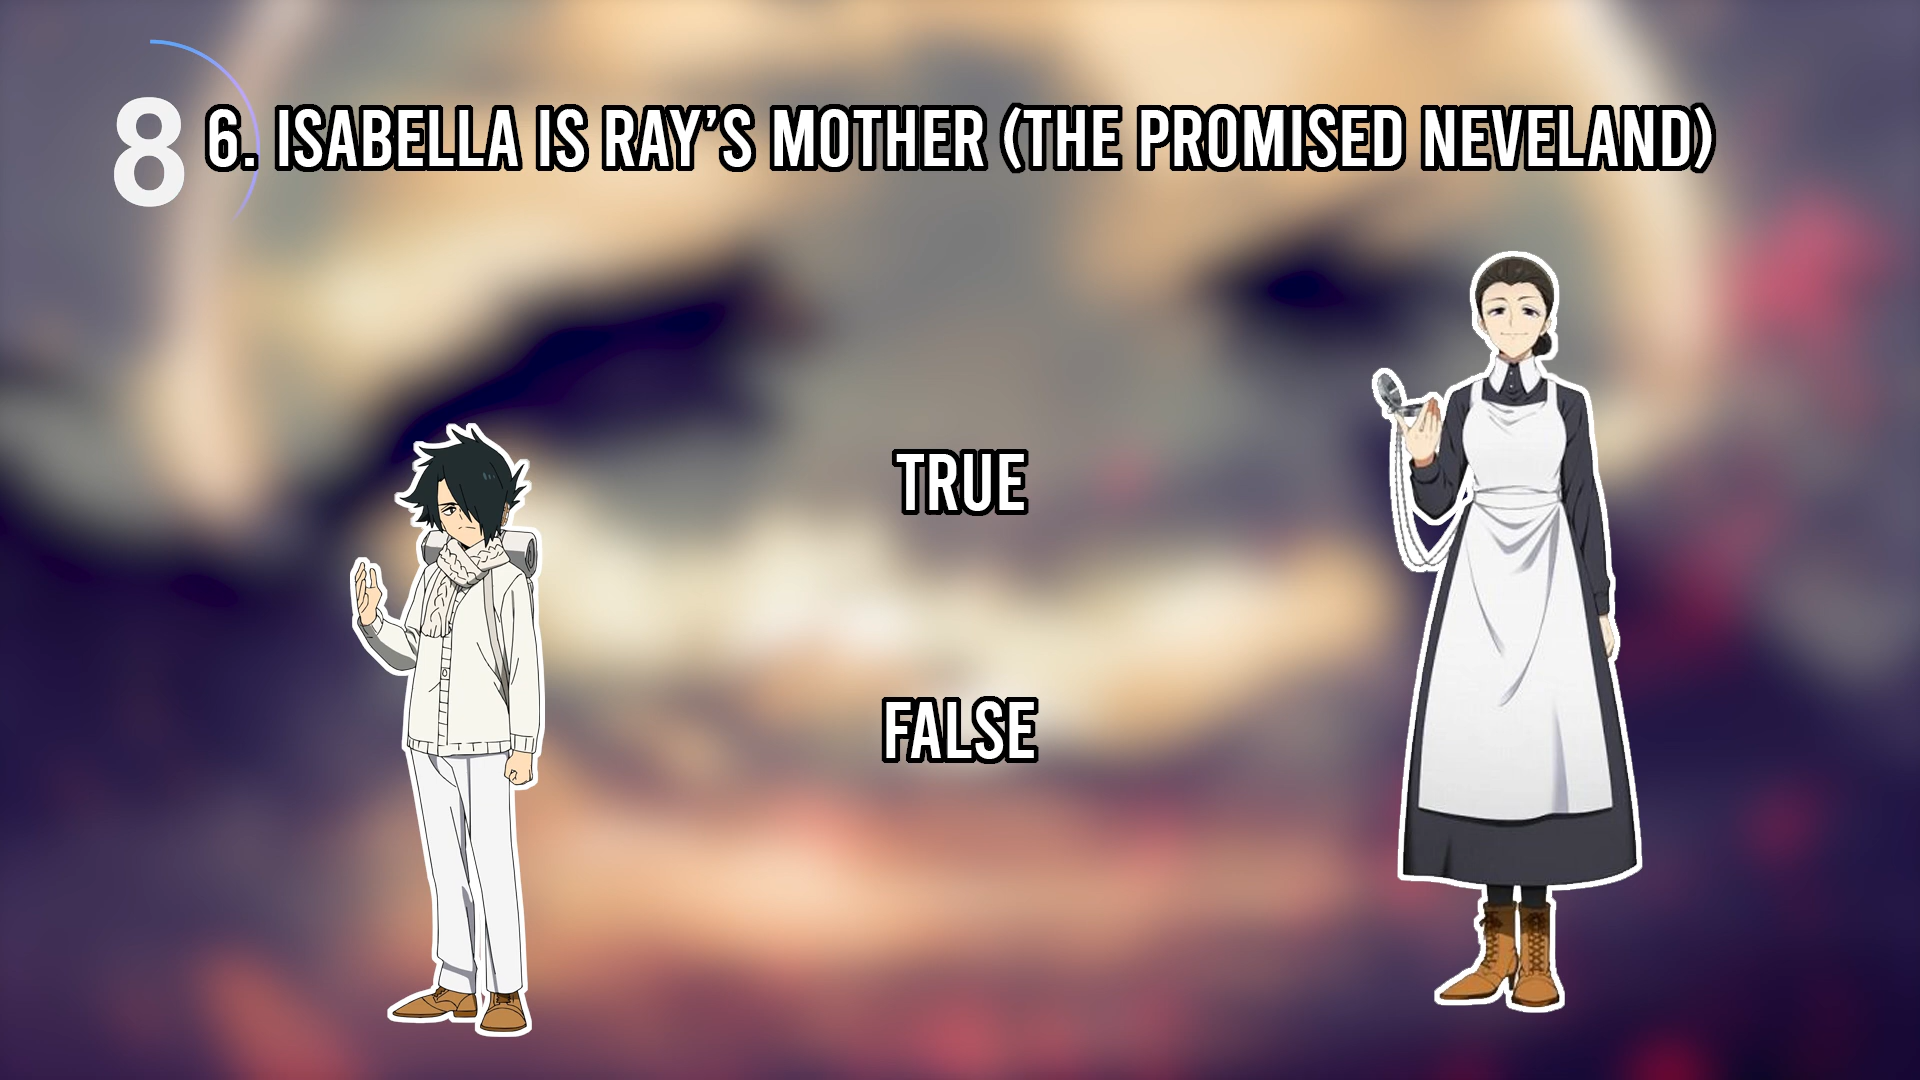 8
6. ISABELLA IS RAY'S MOTHER (THE PROMISED NEVELAND)
TRUE
FALSE